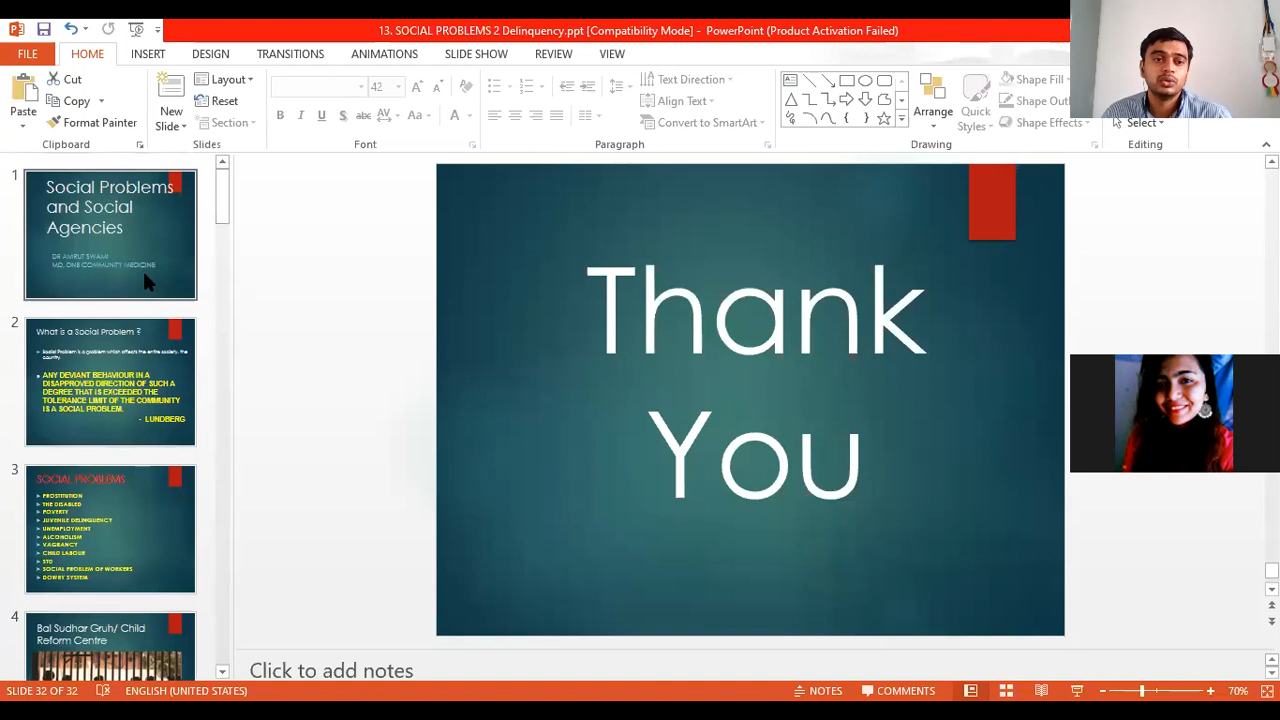 13. SOCIAL PROBLEMS 2 Delinquency.ppt [Compatibility Mode] - PowerPoint (Product Activation Failed)
FILE HOME INSERT DESIGN TRANSITIONS ANIMATIONS SLIDE SHOW REVIEW VIEW
Paste
Cut
Copy
Format Painter
Clipboard
New
Slide
Layout
Reset
Section
Slides
42
Font
Text Direction
Align Text
Convert to SmartArt
Paragraph
Arrange
Quick
Styles
Shape Fill
Shape Out
Shape Effects
Drawing
Select
Editing
1
Social Problems
and Social
Agencies
DR AMRUT SWAMI
MD, DNB COMMUNITY MEDICINE
2
What is a Social Problem ?
Social Problem is a problem which affects the entire society, the
country.
ANY DEVIANT BEHAVIOUR IN A
DISAPPROVED DIRECTION OF SUCH A
DEGREE THAT IS EXCEEDED THE
TOLERANCE LIMIT OF THE COMMUNITY
IS A SOCIAL PROBLEM.
- LUNDBERG
3
SOCIAL PROBLEMS
PROSTITUTION
THE DISABLED
POVERTY
JUVENILE DELINQUENCY
UNEMPLOYMENT
ALCOHOLISM
VAGRANCY
CHILD LABOUR
STD
SOCIAL PROBLEM OF WORKERS
DOWRY SYSTEM
4
Bal Sudhar Gruh/ Child
Reform Centre
Thank
You
Click to add notes
SLIDE 32 OF 32 ENGLISH (UNITED STATES) NOTES COMMENTS 70%